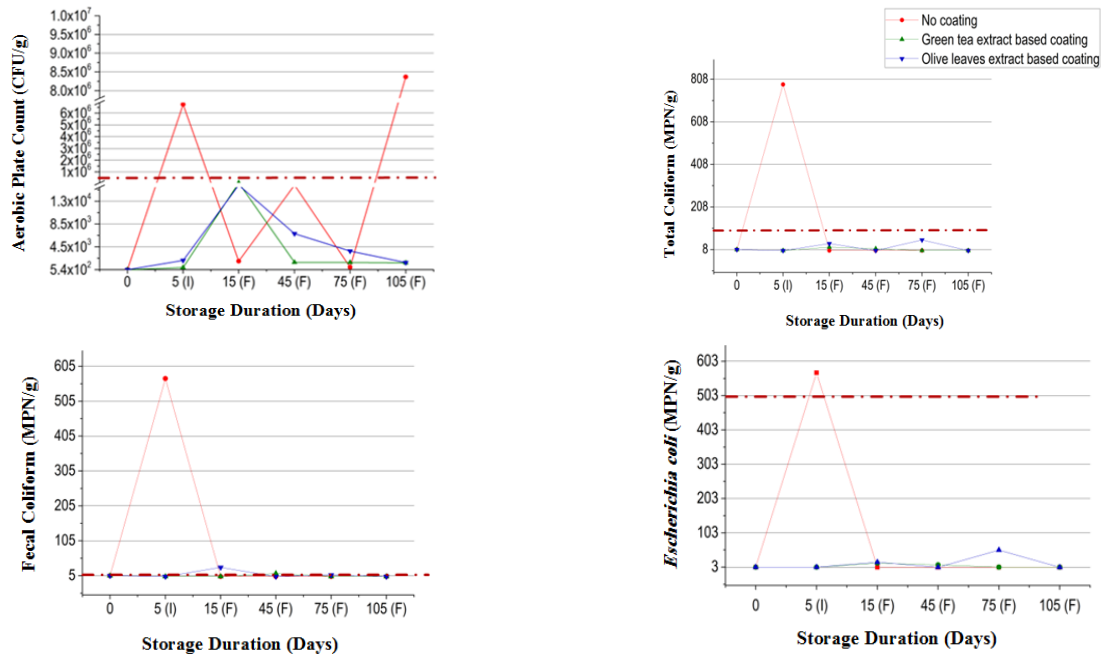 1.0x10⁷
9.5x10⁶
9.0x10⁶
8.5x10⁶
8.0x10⁶
6x10⁶
5x10⁶
4x10⁶
3x10⁶
2x10⁶
1x10⁶
1.3x10⁴
8.5x10³
4.5x10³
5.4x10²
Aerobic Plate Count (CFU/g)
0 5 (I) 15 (F) 45 (F) 75 (F) 105 (F)
Storage Duration (Days)
No coating
Green tea extract based coating
Olive leaves extract based coating
808
608
408
208
8
Total Coliform (MPN/g)
0 5 (I) 15 (F) 45 (F) 75 (F) 105 (F)
Storage Duration (Days)
605
505
405
305
205
105
5
Fecal Coliform (MPN/g)
0 5 (I) 15 (F) 45 (F) 75 (F) 105 (F)
Storage Duration (Days)
603
503
403
303
203
103
3
Escherichia coli (MPN/g)
0 5 (I) 15 (F) 45 (F) 75 (F) 105 (F)
Storage Duration (Days)